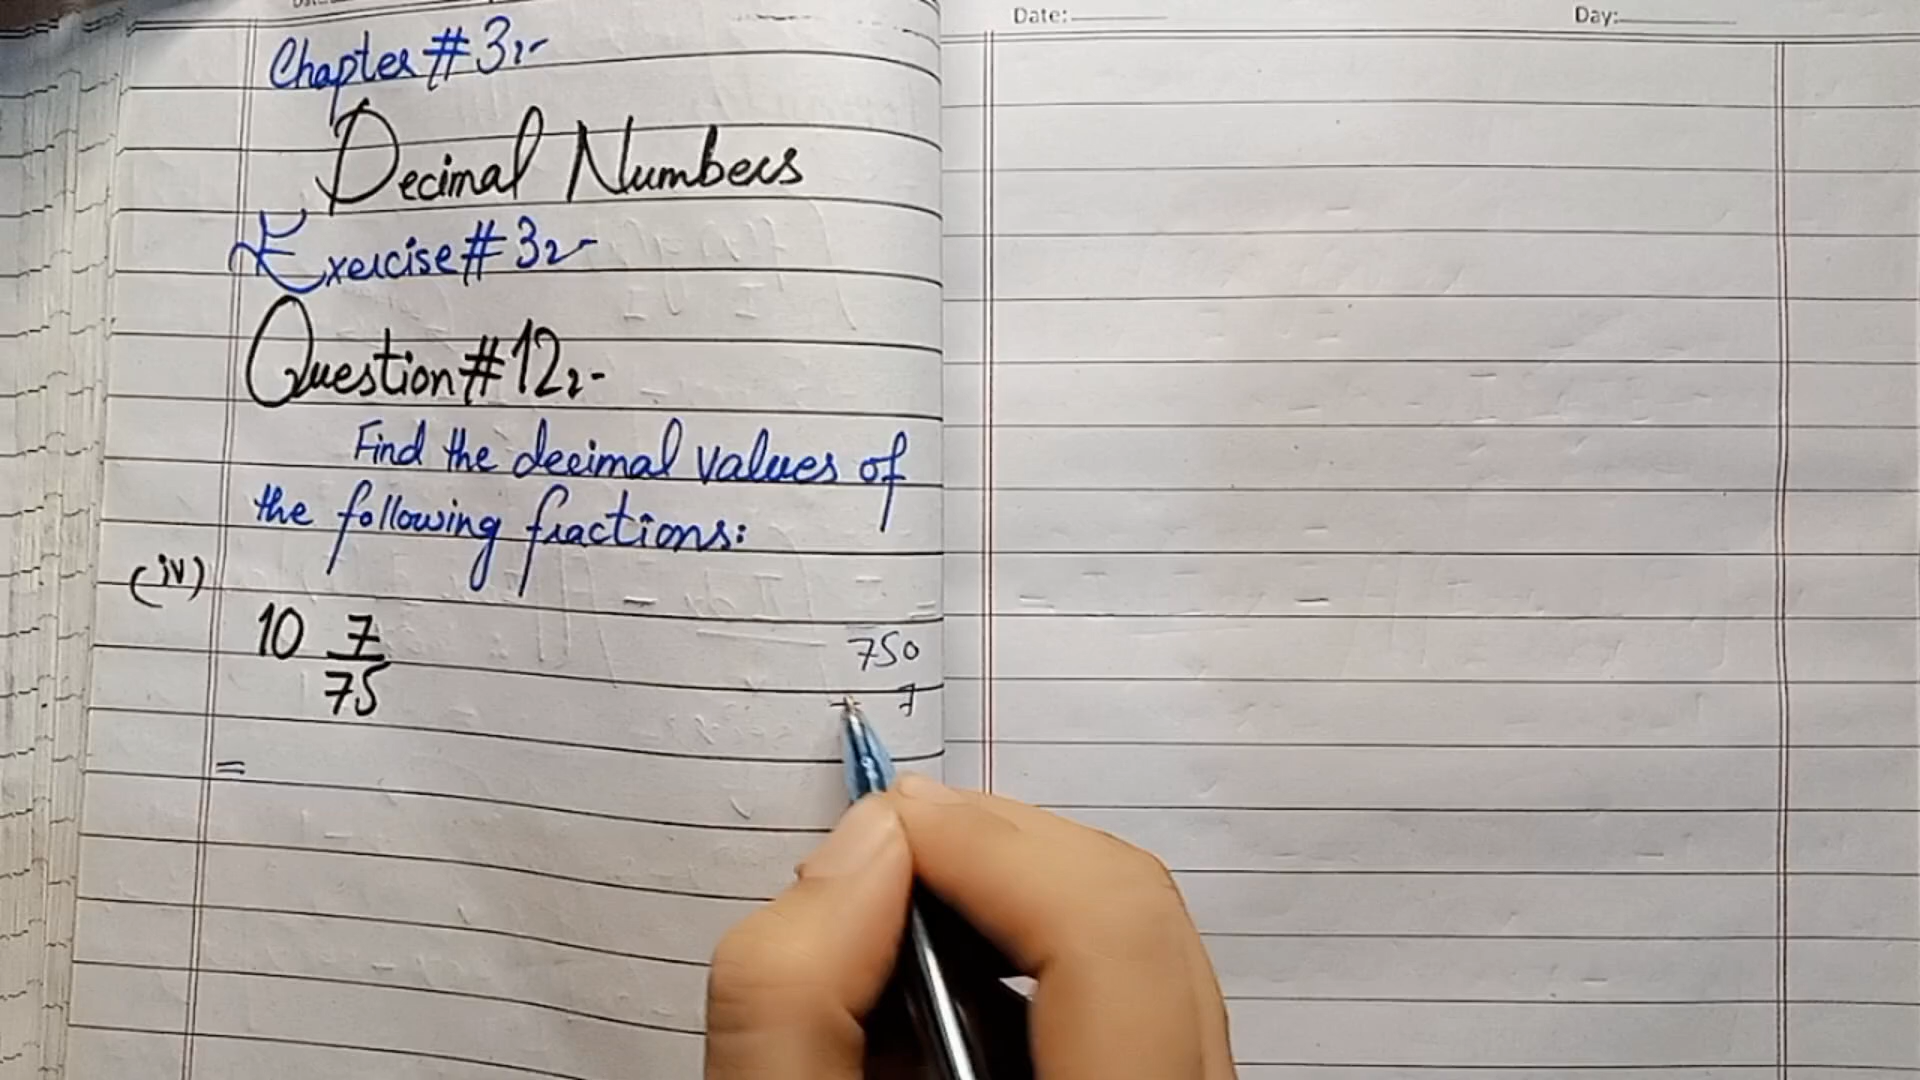 Date: Day:
Chapter # 3:-
Decimal Numbers
Exercise # 3:-
Question # 12:-
Find the decimal values of
the following fractions:
(iv)
10 7/75
750
+ 7
=